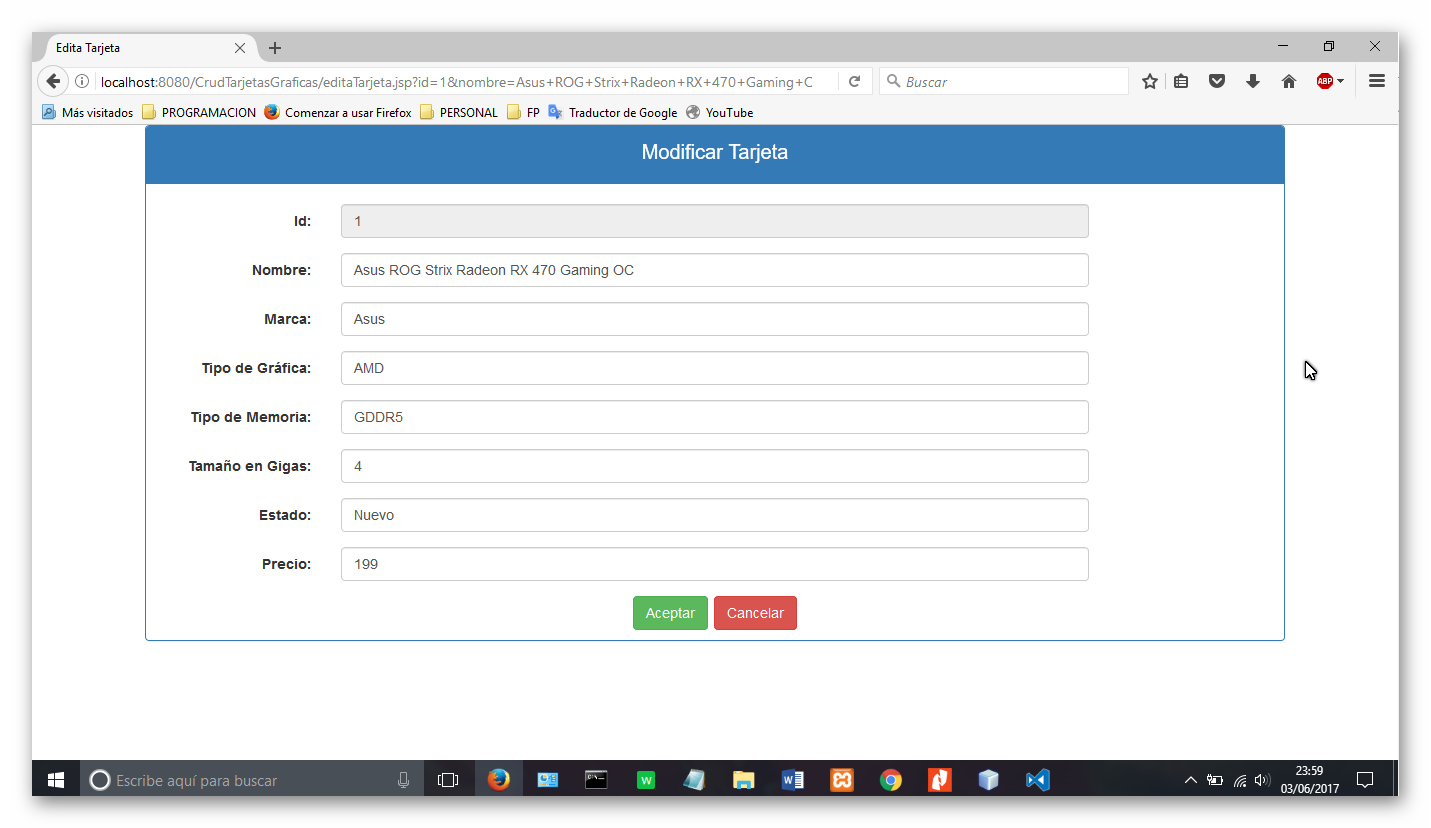 Edita Tarjeta
localhost:8080/CrudTarjetasGraficas/editaTarjeta.jsp?id=1&nombre=Asus+ROG+Strix+Radeon+RX+470+Gaming+C
Buscar
ABP
Más visitados PROGRAMACION Comenzar a usar Firefox PERSONAL FP Traductor de Google YouTube
Modificar Tarjeta
Id: 1
Nombre: Asus ROG Strix Radeon RX 470 Gaming OC
Marca: Asus
Tipo de Gráfica: AMD
Tipo de Memoria: GDDR5
Tamaño en Gigas: 4
Estado: Nuevo
Precio: 199
Aceptar Cancelar
Escribe aquí para buscar
23:59
03/06/2017